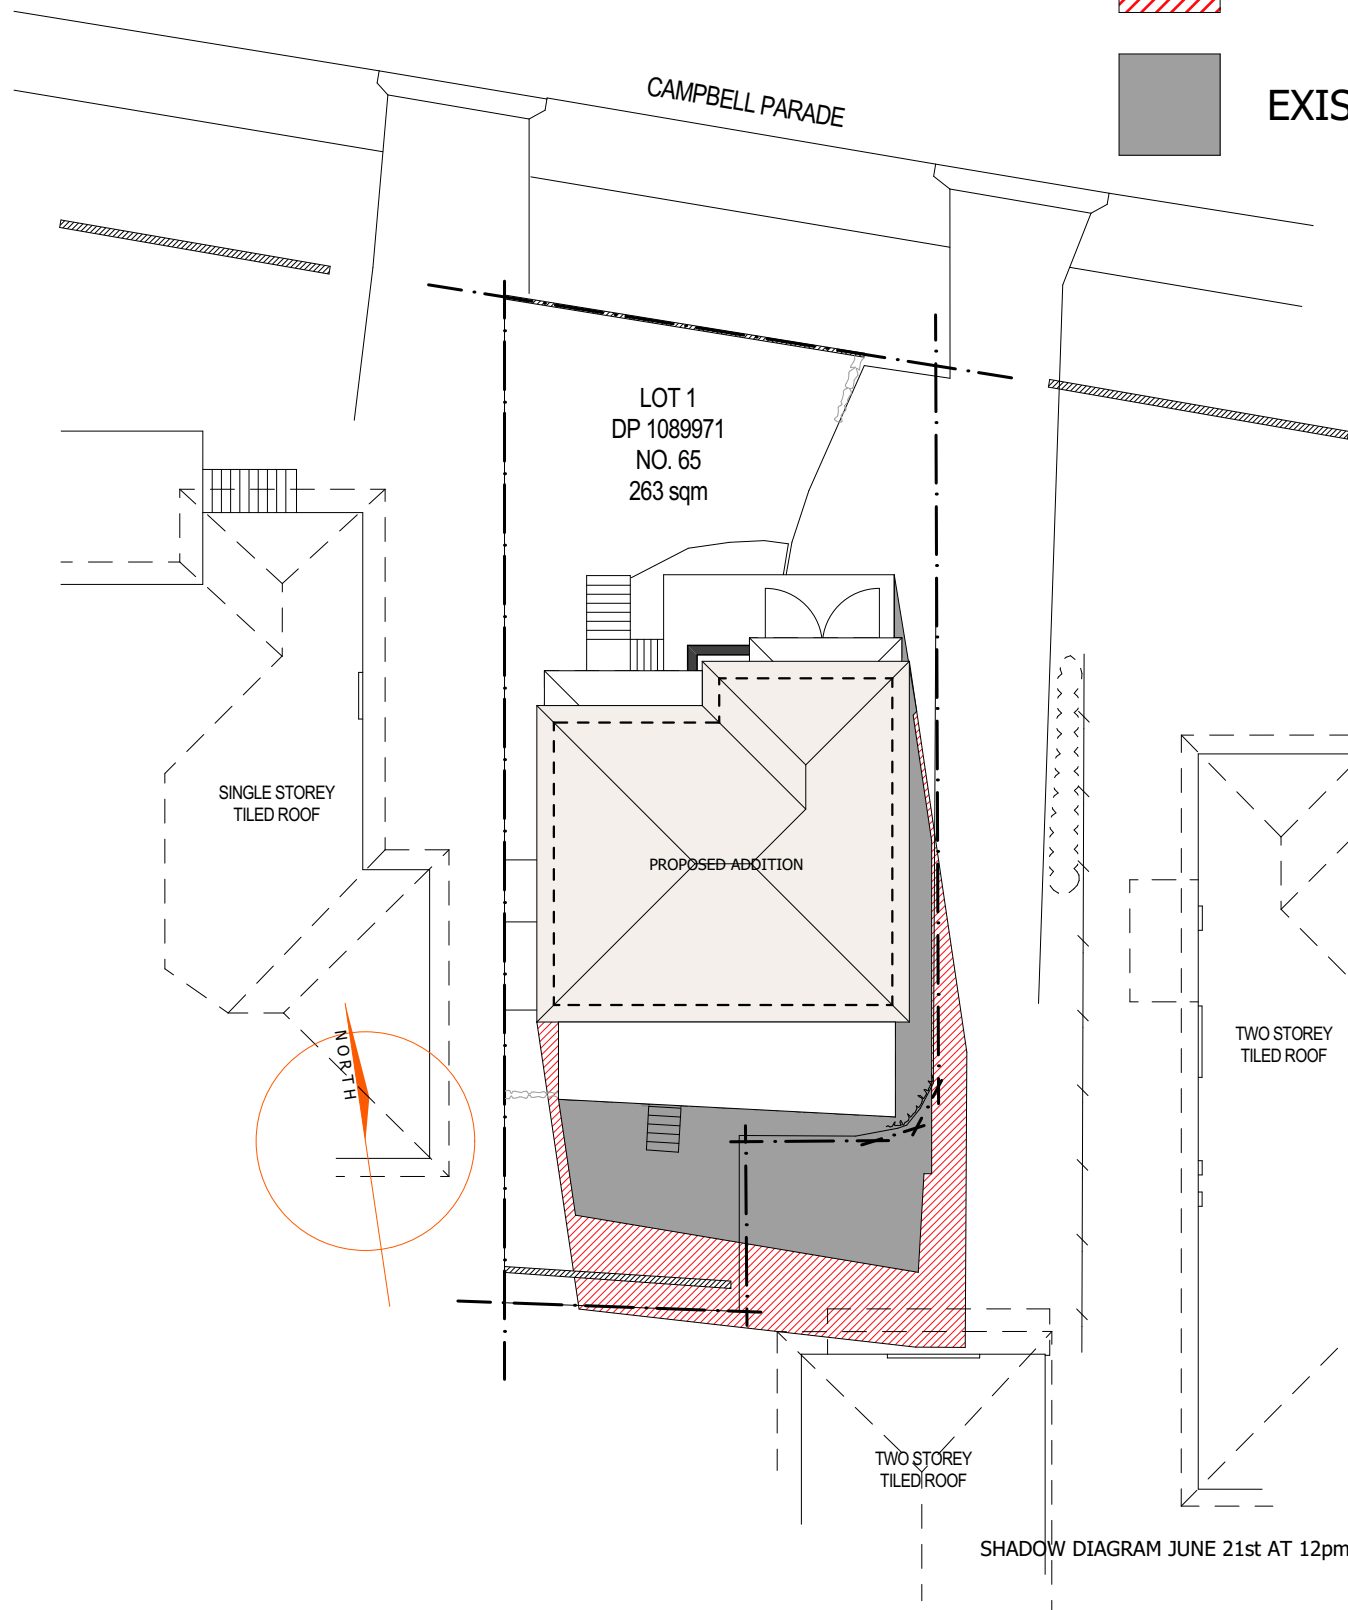 EXIS
CAMPBELL PARADE
LOT 1
DP 1089971
NO. 65
263 sqm
SINGLE STOREY
TILED ROOF
PROPOSED ADDITION
NORTH
TWO STOREY
TILED ROOF
TWO STOREY
TILED ROOF
SHADOW DIAGRAM JUNE 21st AT 12pm